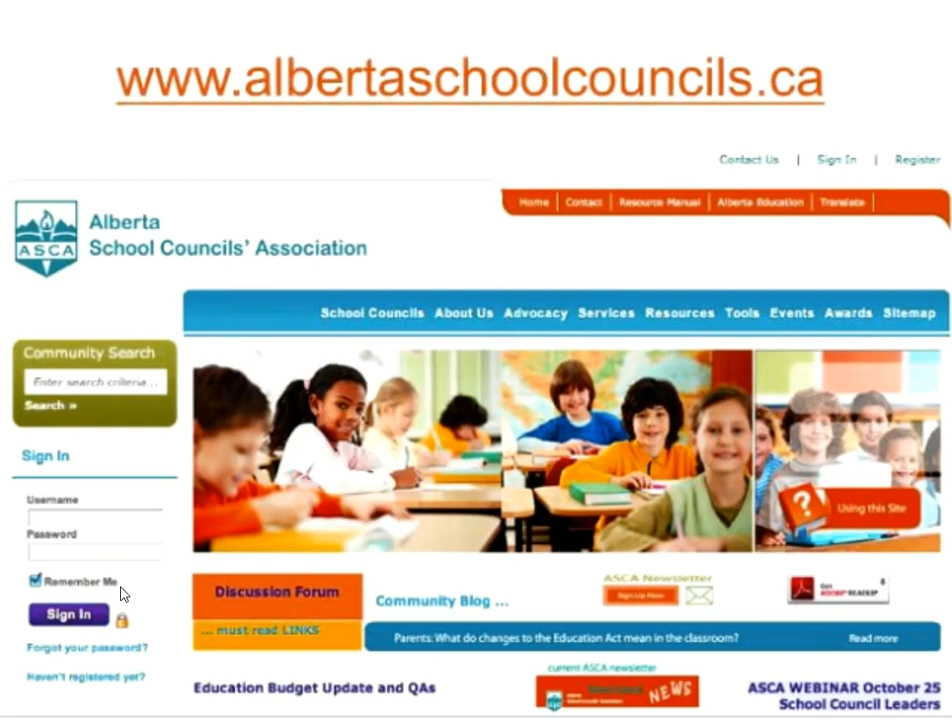 www.albertaschoolcouncils.ca
Contact Us | Sign In | Register
Home | Contact | Resource Manual | Alberta Education | Translate |
ASCA
Alberta
School Councils' Association
School Councils About Us Advocacy Services Resources Tools Events Awards Sitemap
Community Search
Enter search criteria...
Search »
Sign In
Username
Password
Remember Me
Sign In
Forgot your password?
Haven't registered yet?
?
Using this Site
Discussion Forum
... must read LINKS
Community Blog ...
ASCA Newsletter
Sign Up Now
Get
ADOBE® READER®
Parents: What do changes to the Education Act mean in the classroom? Read more
Education Budget Update and QAs
current ASCA newsletter
NEWS
ASCA WEBINAR October 25
School Council Leaders